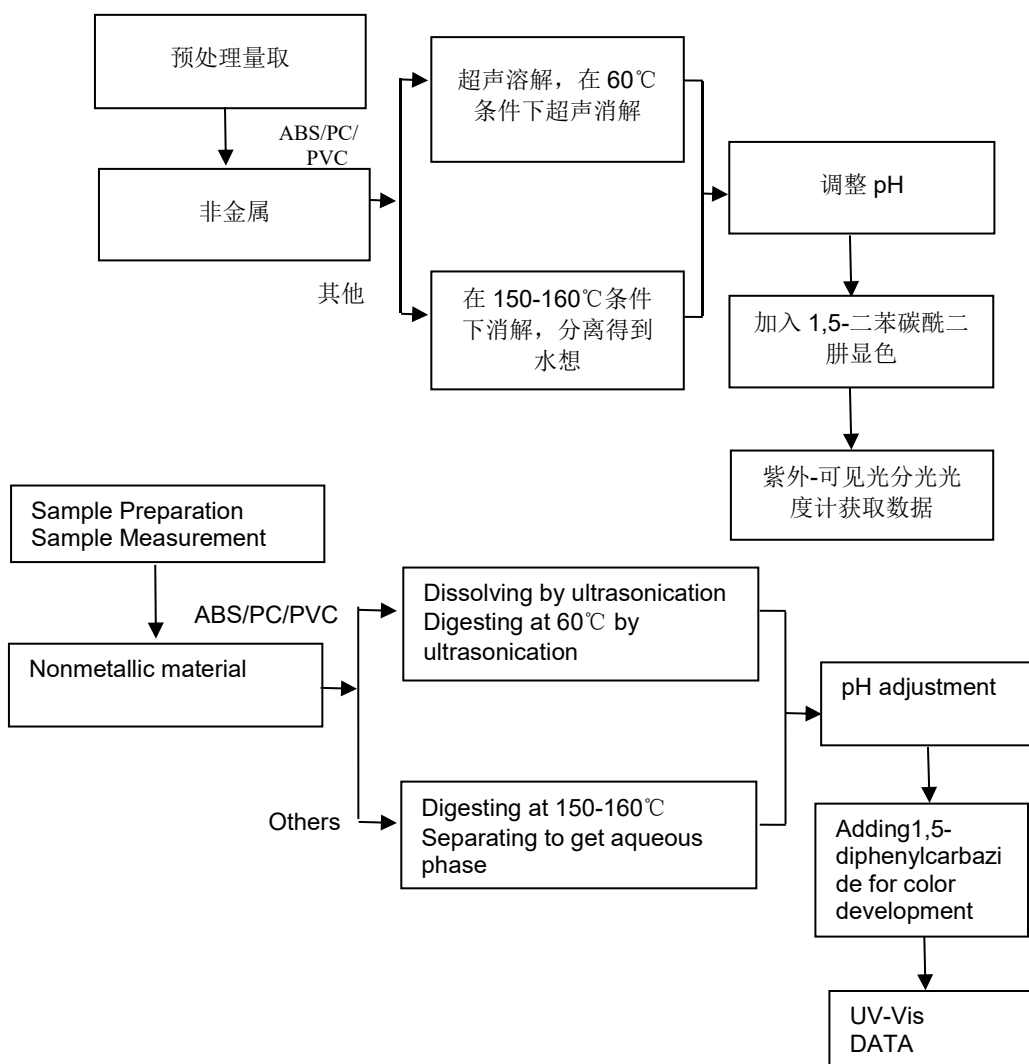 预处理量取
ABS/PC/
PVC
非金属
其他
超声溶解，在 60℃
条件下超声消解
在 150-160℃条件
下消解，分离得到
水想
调整 pH
加入 1,5-二苯碳酰二
肼显色
紫外-可见光分光光
度计获取数据
Sample Preparation
Sample Measurement
ABS/PC/PVC
Nonmetallic material
Others
Dissolving by ultrasonication
Digesting at 60℃ by
ultrasonication
Digesting at 150-160℃
Separating to get aqueous
phase
pH adjustment
Adding1,5-
diphenylcarbazi
de for color
development
UV-Vis
DATA